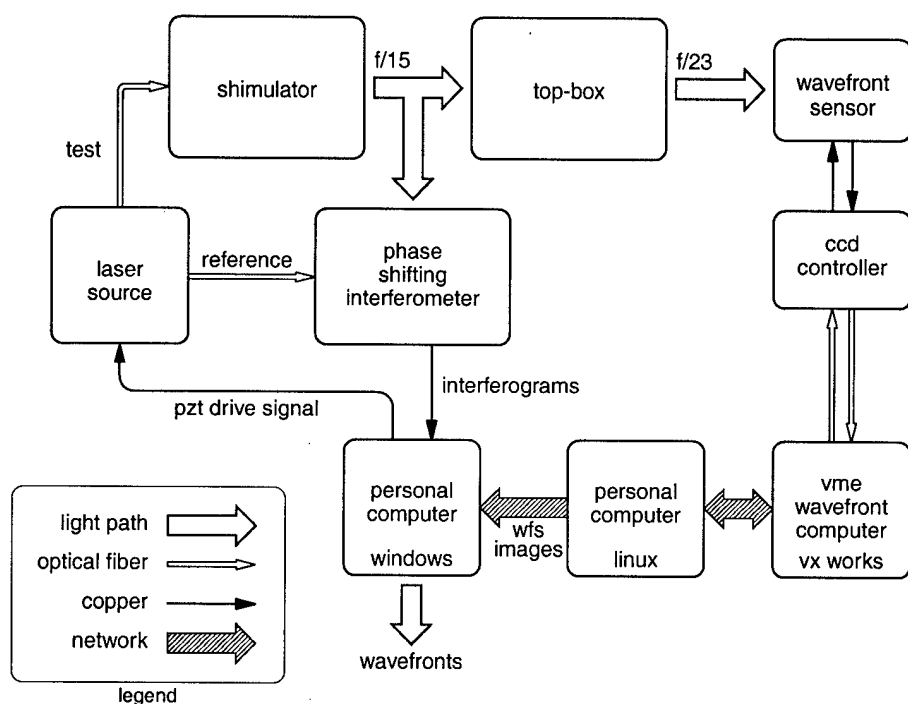 shimulator
f/15
top-box
f/23
wavefront
sensor
test
laser
source
reference
phase
shifting
interferometer
ccd
controller
interferograms
pzt drive signal
personal
computer
windows
wfs
images
personal
computer
linux
vme
wavefront
computer
vx works
wavefronts
light path
optical fiber
copper
network
legend